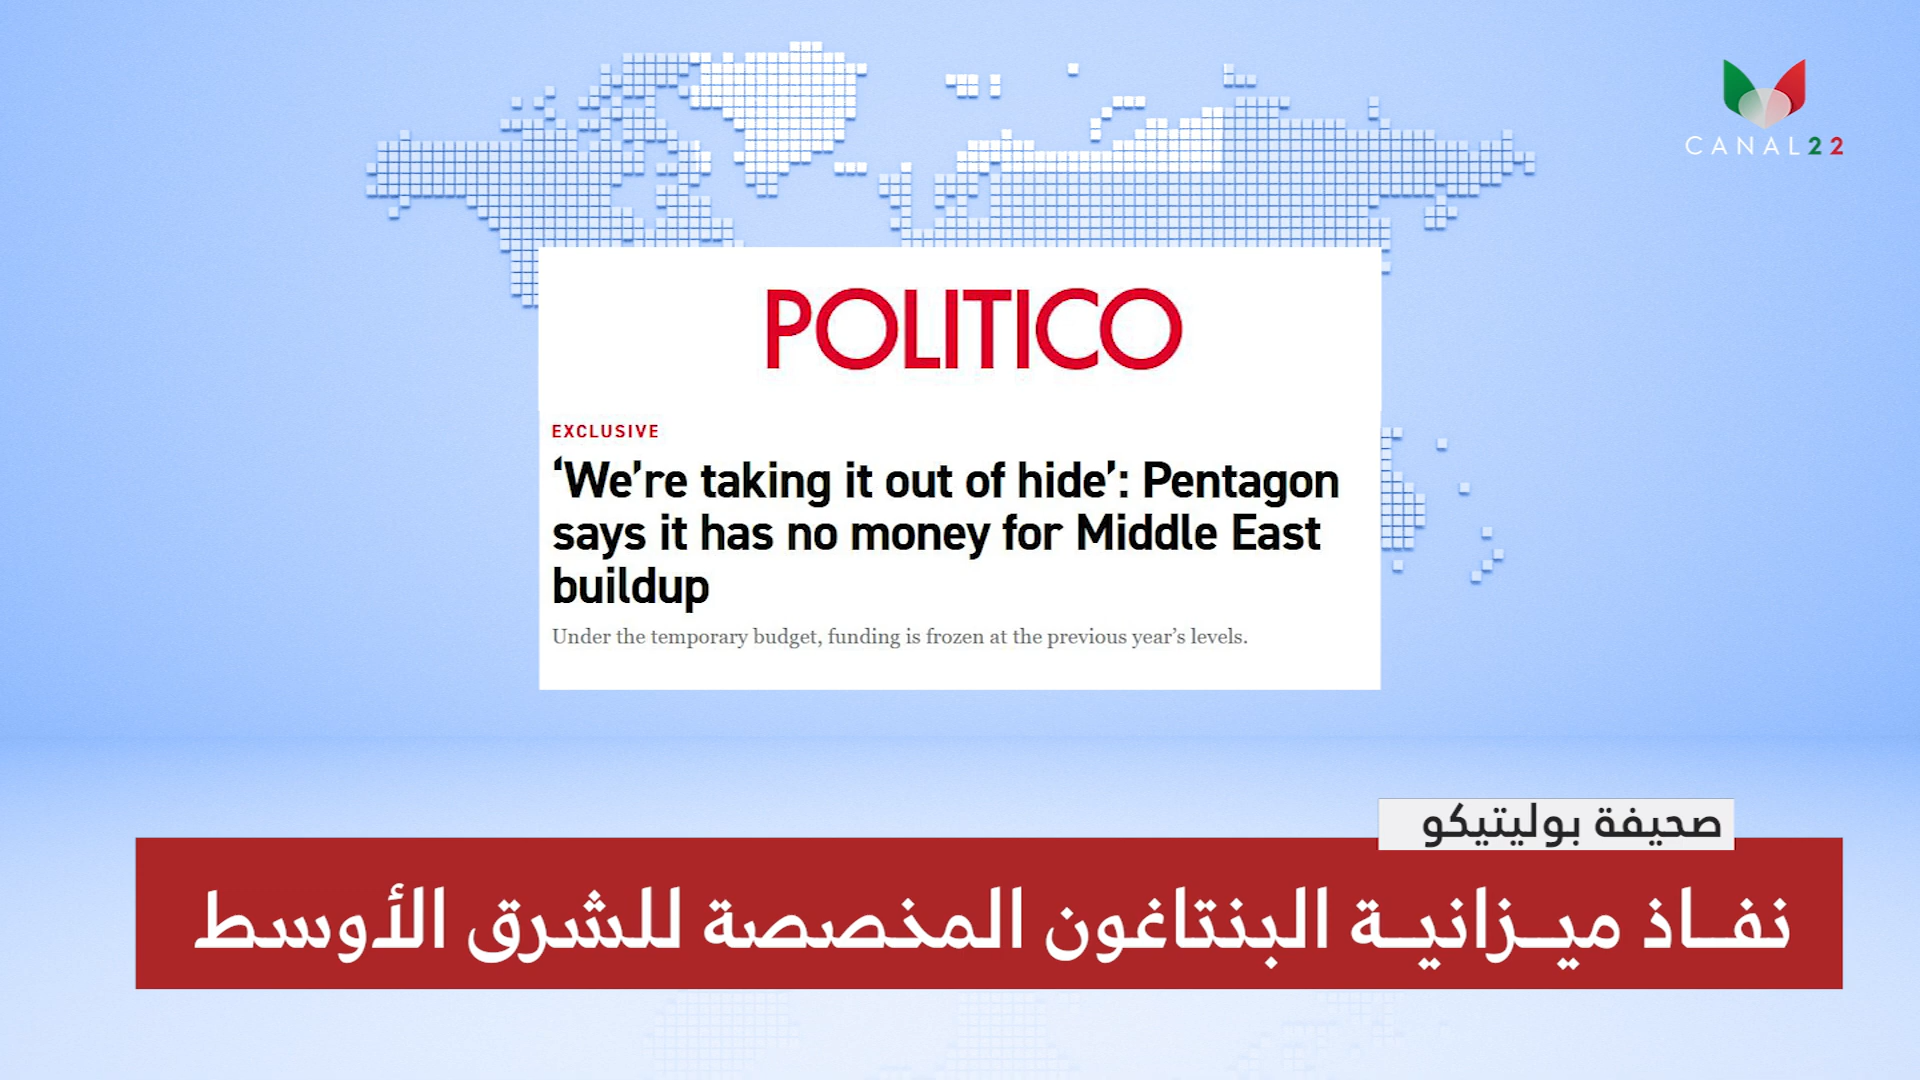 CANAL22
POLITICO
EXCLUSIVE
‘We’re taking it out of hide’: Pentagon
says it has no money for Middle East
buildup
Under the temporary budget, funding is frozen at the previous year’s levels.
صحيفة بوليتيكو
نفاذ ميزانية البنتاغون المخصصة للشرق الأوسط